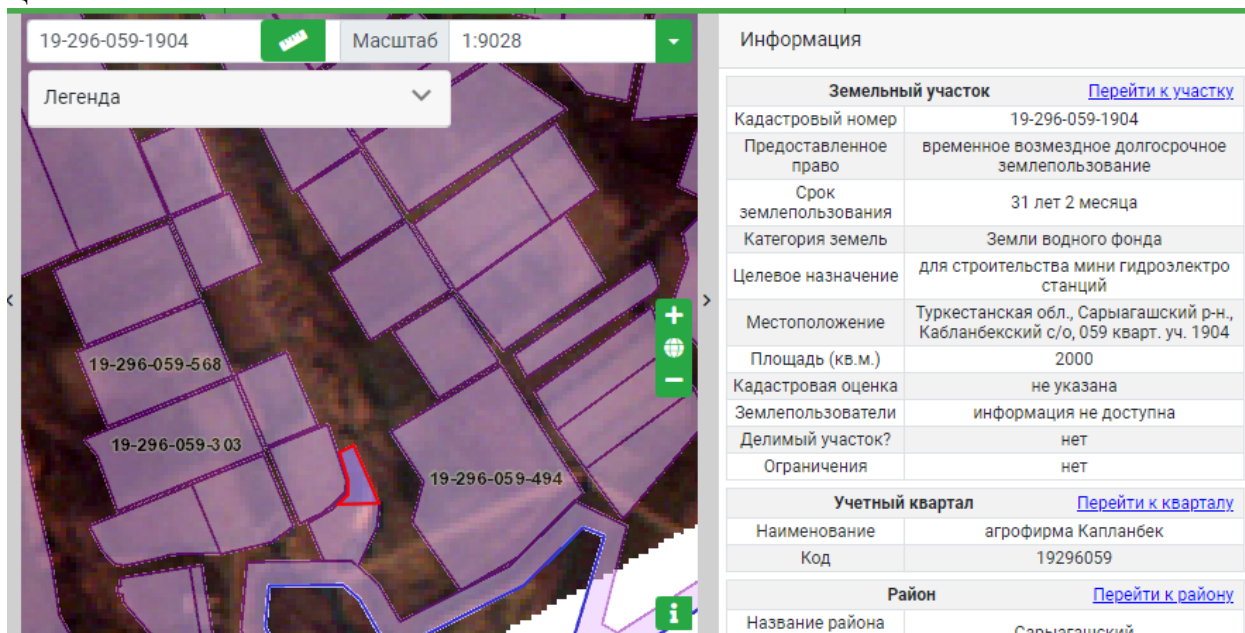 19-296-059-1904
Масштаб
1:9028
Легенда
19-296-059-568
19-296-059-303
19-296-059-494
Информация
Земельный участок Перейти к участку
Кадастровый номер 19-296-059-1904
Предоставленное право временное возмездное долгосрочное землепользование
Срок землепользования 31 лет 2 месяца
Категория земель Земли водного фонда
Целевое назначение для строительства мини гидроэлектро станций
Местоположение Туркестанская обл., Сарыагашский р-н., Кабланбекский с/о, 059 кварт. уч. 1904
Площадь (кв.м.) 2000
Кадастровая оценка не указана
Землепользователи информация не доступна
Делимый участок? нет
Ограничения нет
Учетный квартал Перейти к кварталу
Наименование агрофирма Капланбек
Код 19296059
Район Перейти к району
Название района Сарыагашский